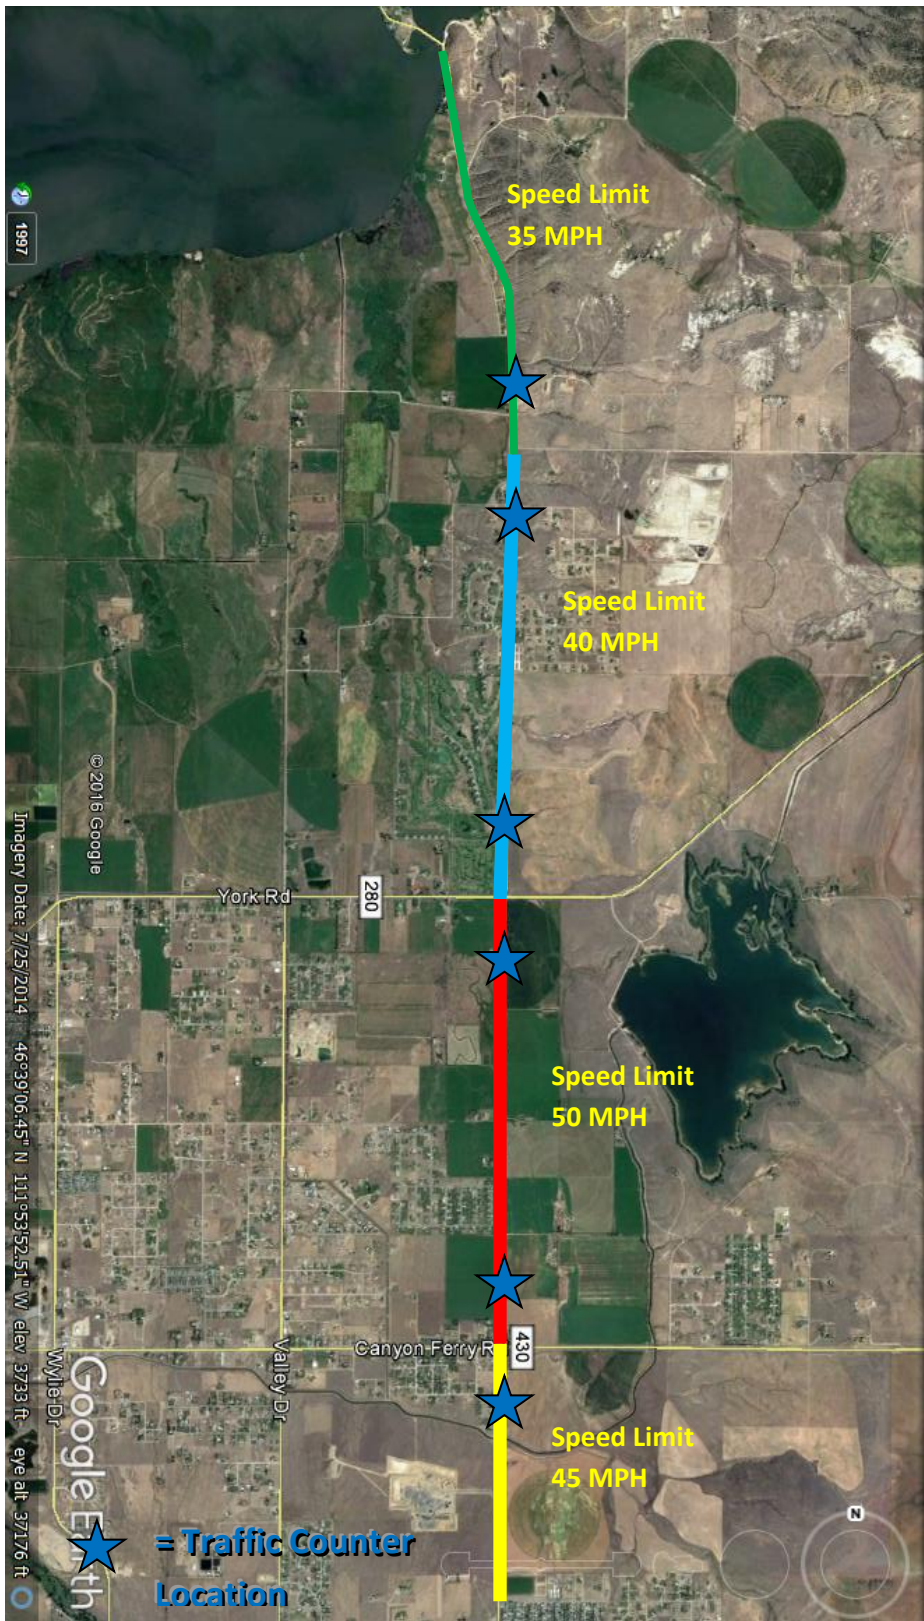 Speed Limit
35 MPH
1997
Speed Limit
40 MPH
© 2016 Google
York Rd
280
Speed Limit
50 MPH
430
Canyon Ferry R
Valley Dr
Wylie Dr
Speed Limit
45 MPH
N
= Traffic Counter
Location
Google Earth
Imagery Date: 7/25/2014 46°39'06.45" N 111°53'52.51" W elev 3733 ft eye alt 37176 ft